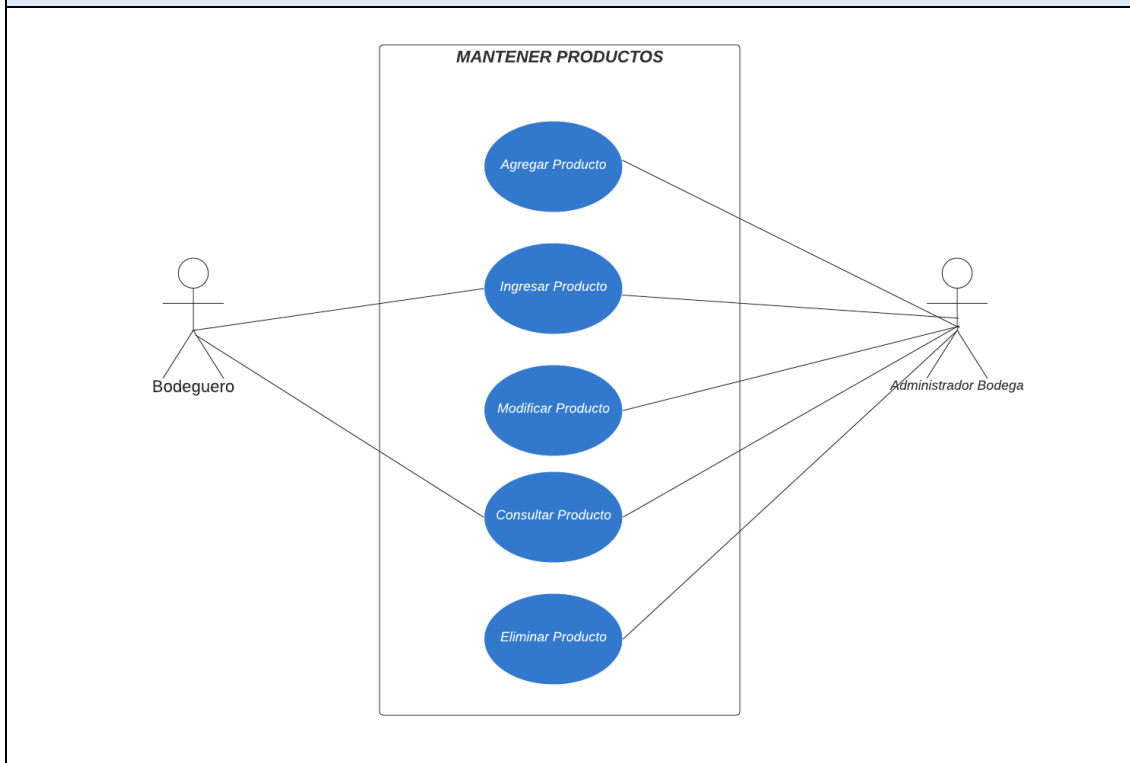 MANTENER PRODUCTOS
Agregar Producto
Ingresar Producto
Bodeguero
Administrador Bodega
Modificar Producto
Consultar Producto
Eliminar Producto